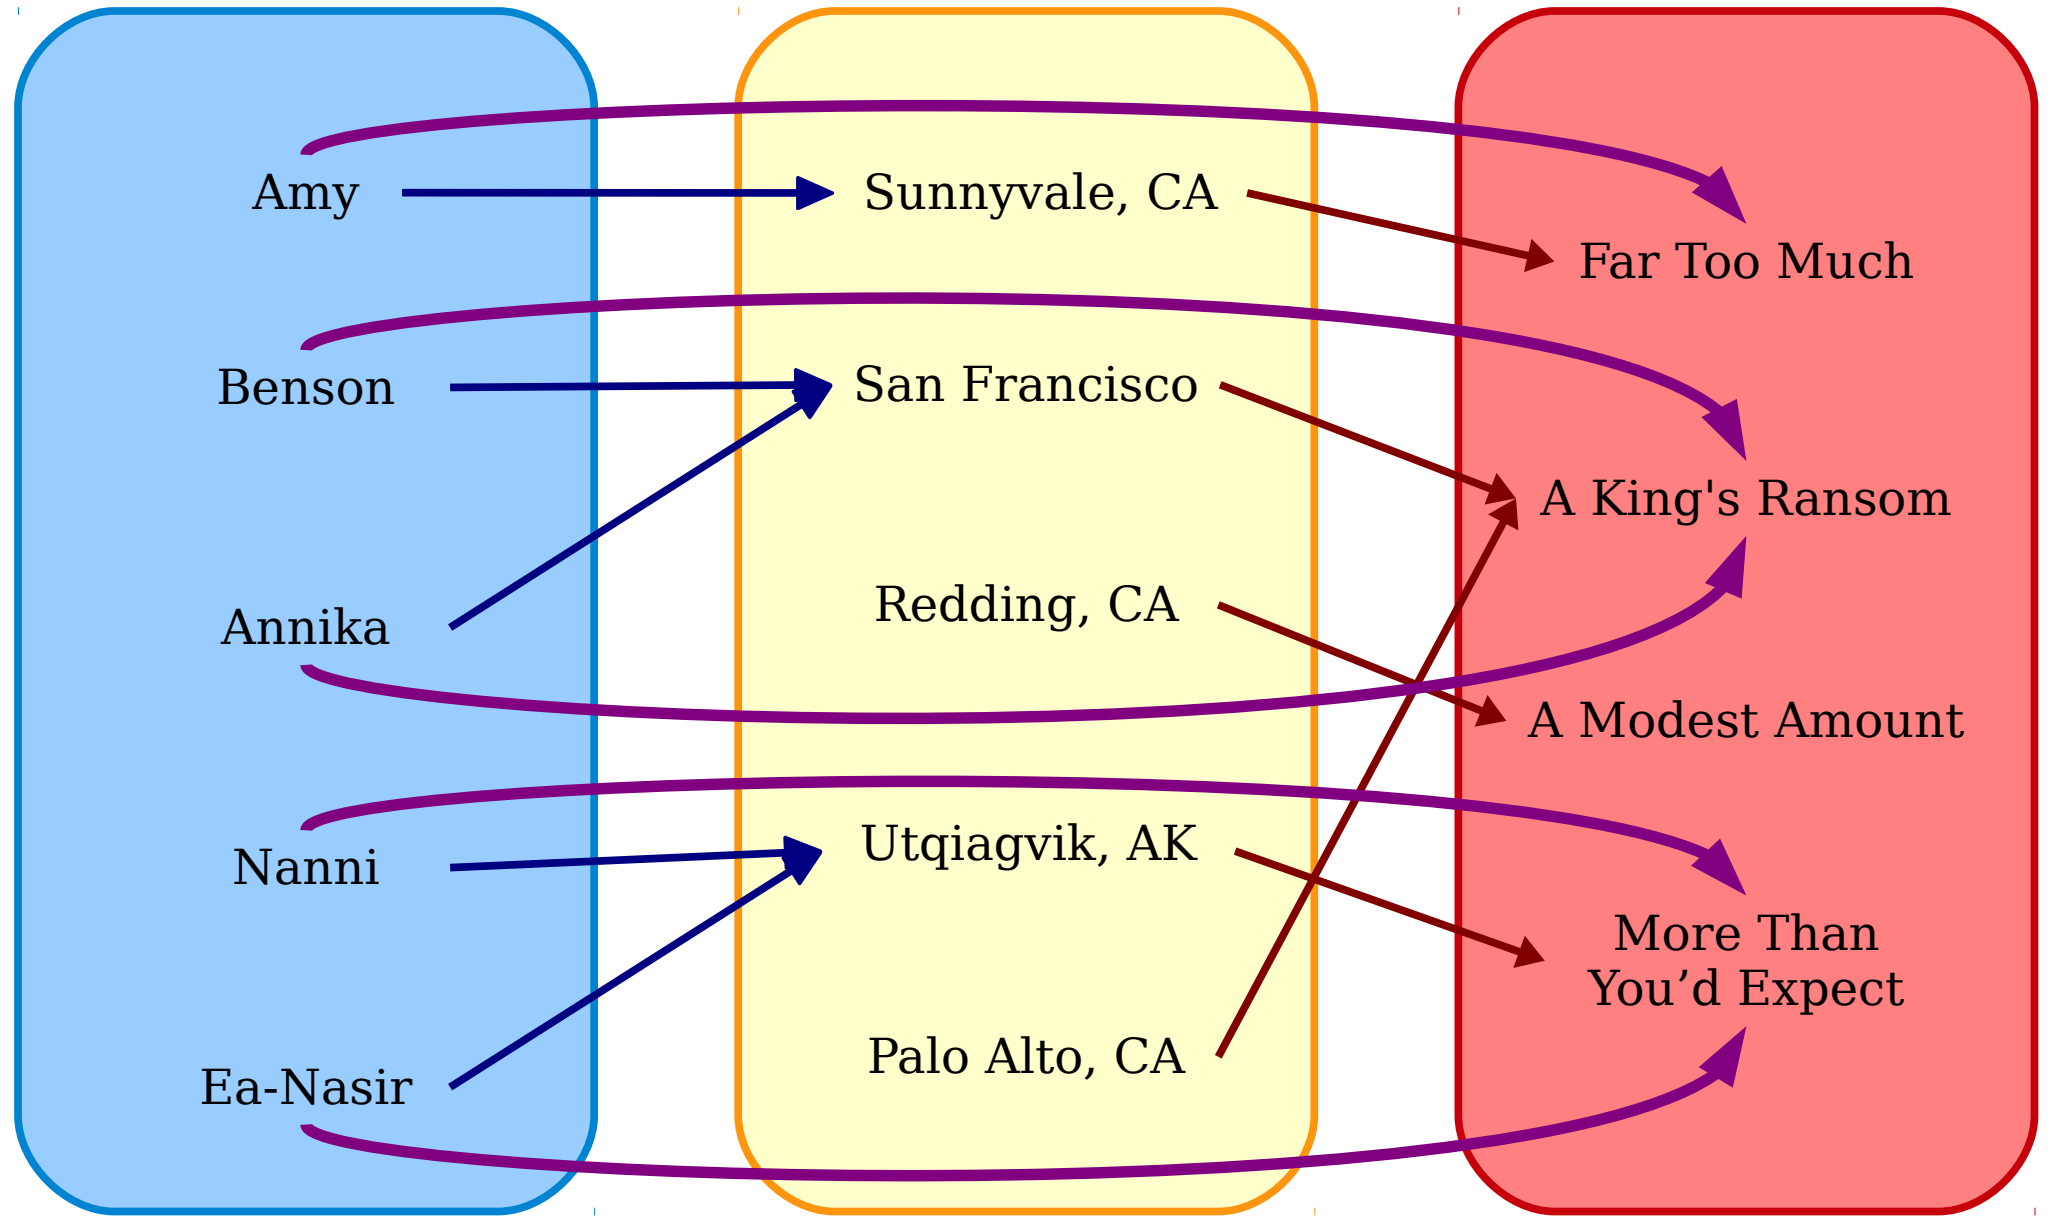 Amy
Benson
Annika
Nanni
Ea-Nasir
Sunnyvale, CA
San Francisco
Redding, CA
Utqiagvik, AK
Palo Alto, CA
Far Too Much
A King's Ransom
A Modest Amount
More Than
You’d Expect